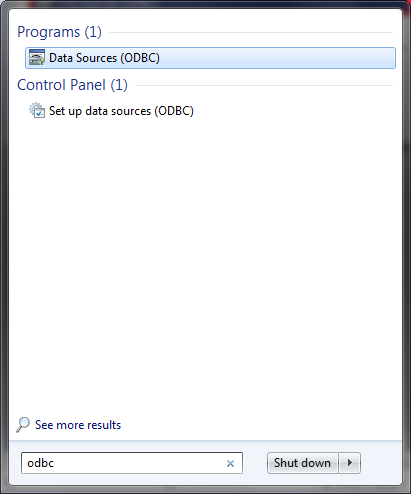 Programs (1)
Data Sources (ODBC)
Control Panel (1)
Set up data sources (ODBC)
See more results
odbc
Shut down